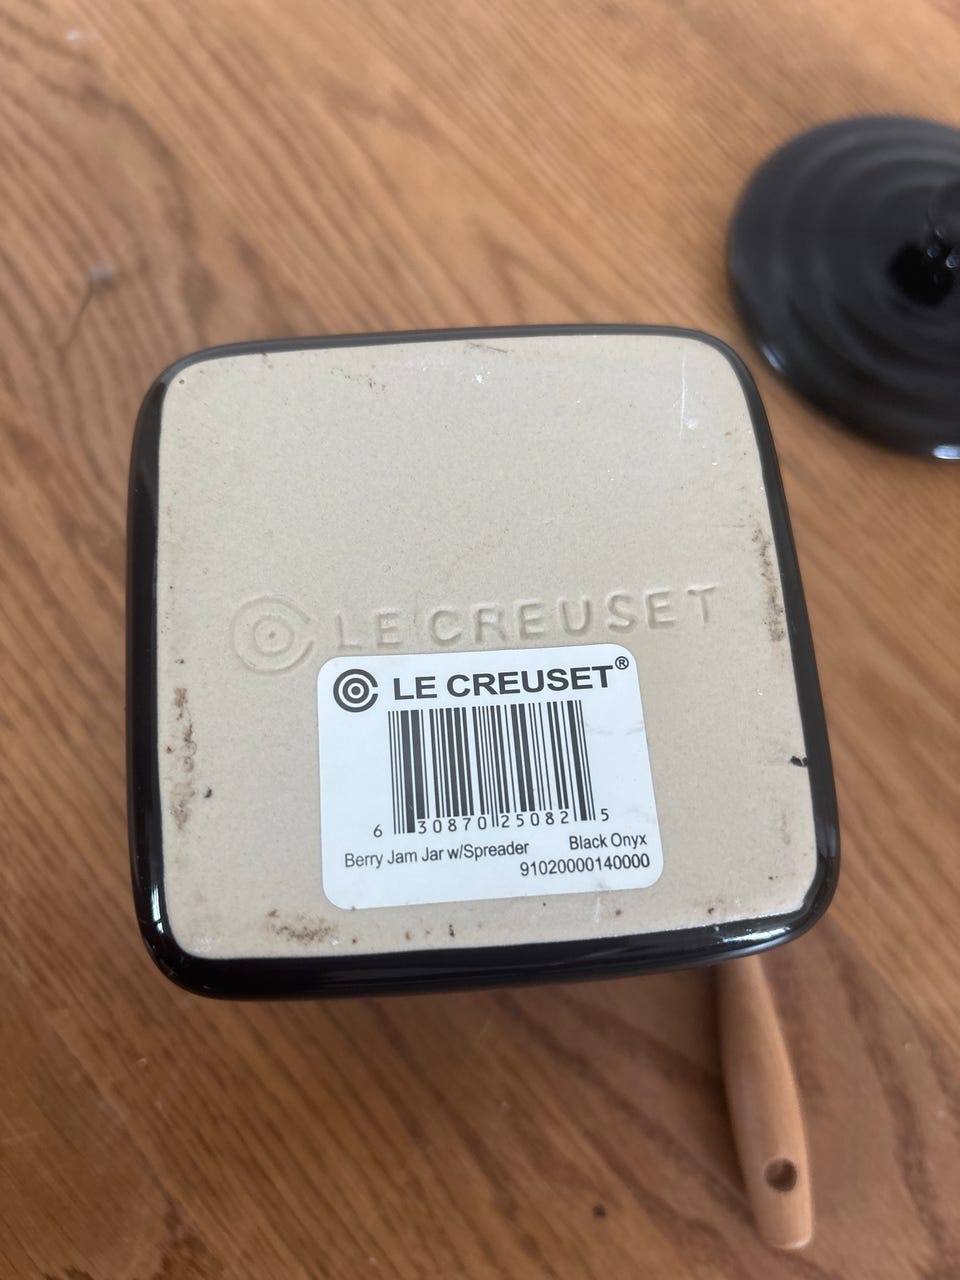 LE CREUSET
LE CREUSET®
6 30870 25082 5
Berry Jam Jar w/Spreader Black Onyx
91020000140000